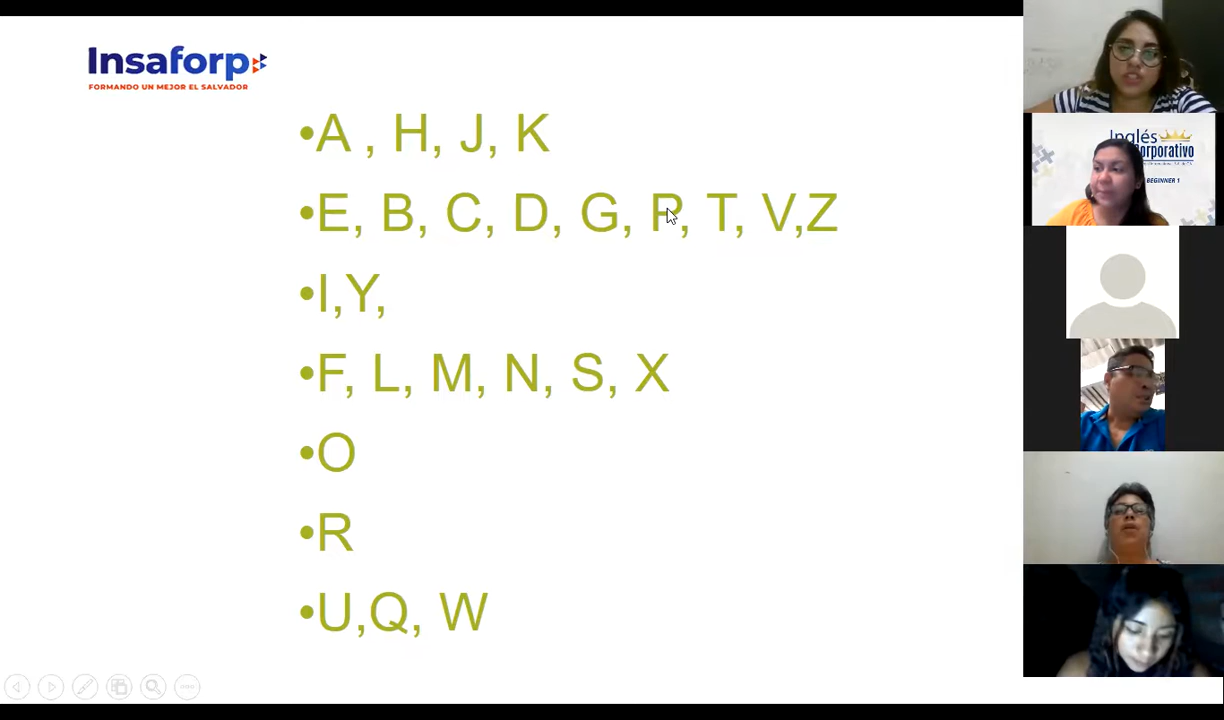 Insaforp
FORMANDO UN MEJOR EL SALVADOR
•A , H, J, K
•E, B, C, D, G, P, T, V,Z
•I,Y,
•F, L, M, N, S, X
•O
•R
•U,Q, W
Inglés
Corporativo
BEGINNER 1